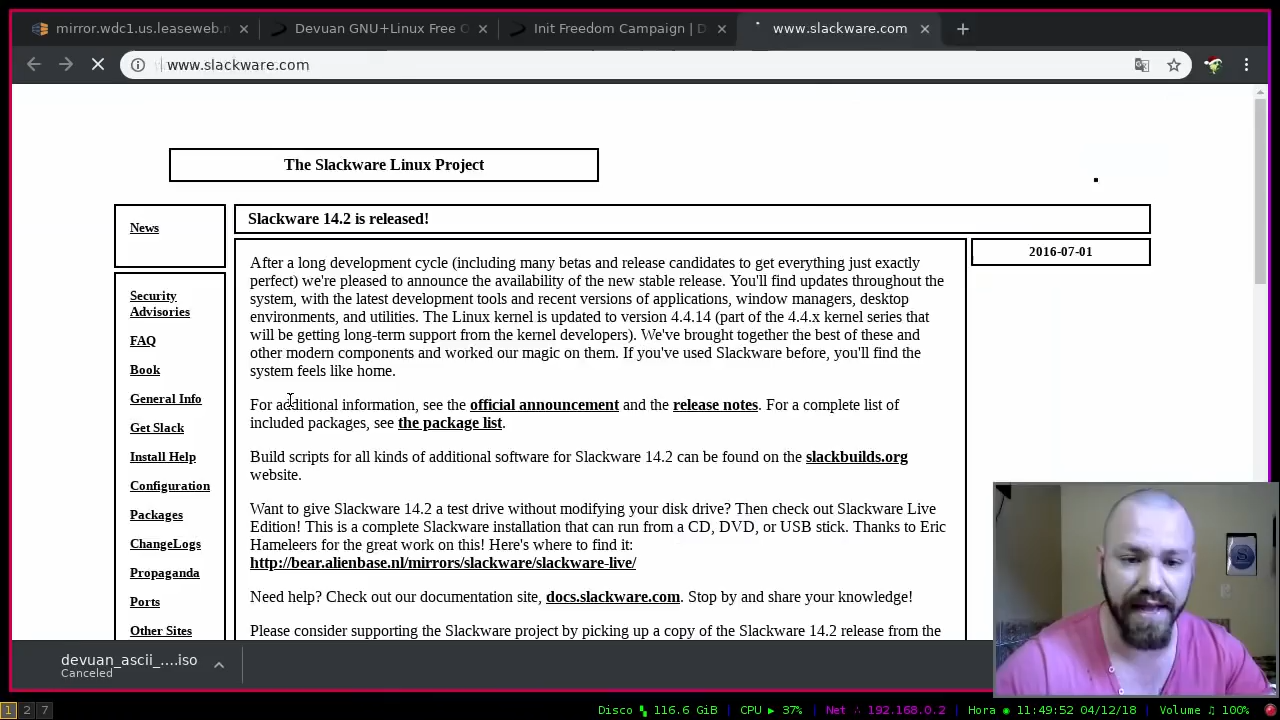 mirror.wdc1.us.leaseweb.n
Devuan GNU+Linux Free O
Init Freedom Campaign | D
www.slackware.com
www.slackware.com
The Slackware Linux Project
News
Slackware 14.2 is released!
2016-07-01
After a long development cycle (including many betas and release candidates to get everything just exactly
perfect) we're pleased to announce the availability of the new stable release. You'll find updates throughout the
system, with the latest development tools and recent versions of applications, window managers, desktop
environments, and utilities. The Linux kernel is updated to version 4.4.14 (part of the 4.4.x kernel series that
will be getting long-term support from the kernel developers). We've brought together the best of these and
other modern components and worked our magic on them. If you've used Slackware before, you'll find the
system feels like home.
For additional information, see the official announcement and the release notes. For a complete list of
included packages, see the package list.
Build scripts for all kinds of additional software for Slackware 14.2 can be found on the slackbuilds.org
website.
Want to give Slackware 14.2 a test drive without modifying your disk drive? Then check out Slackware Live
Edition! This is a complete Slackware installation that can run from a CD, DVD, or USB stick. Thanks to Eric
Hameleers for the great work on this! Here's where to find it:
http://bear.alienbase.nl/mirrors/slackware/slackware-live/
Need help? Check out our documentation site, docs.slackware.com. Stop by and share your knowledge!
Please consider supporting the Slackware project by picking up a copy of the Slackware 14.2 release from the
Security
Advisories
FAQ
Book
General Info
Get Slack
Install Help
Configuration
Packages
ChangeLogs
Propaganda
Ports
Other Sites
devuan_ascii_....iso
Canceled
1 2 7
Disco 116.6 GiB | CPU ▶ 37% | Net ∴ 192.168.0.2 | Hora ◉ 11:49:52 04/12/18 | Volume ♫ 100%